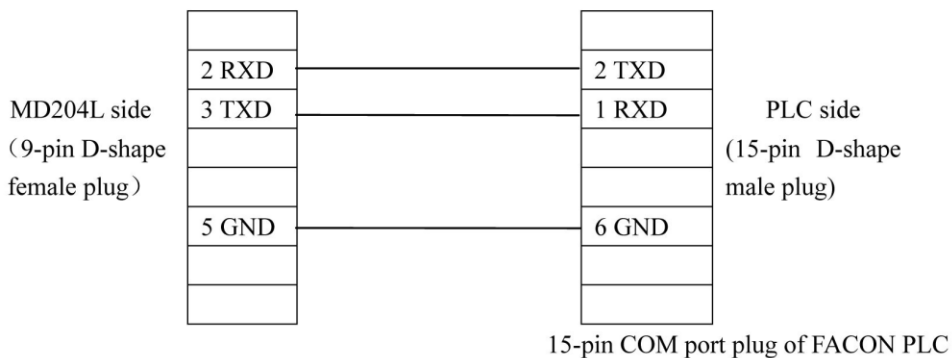 2 RXD
2 TXD
MD204L side
3 TXD
1 RXD
PLC side
（9-pin D-shape
(15-pin D-shape
female plug）
male plug)
5 GND
6 GND
15-pin COM port plug of FACON PLC